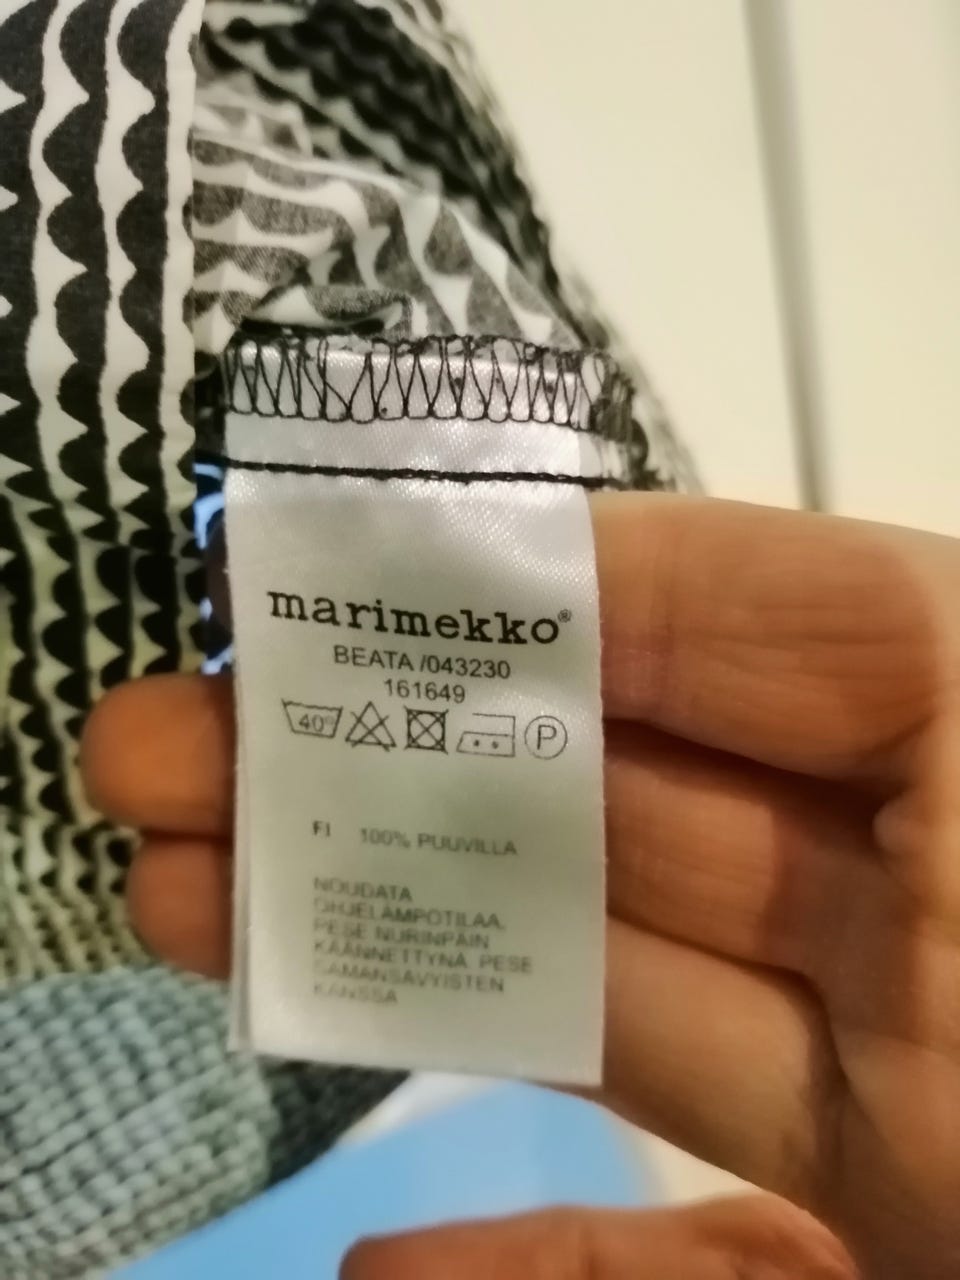 marimekko®
BEATA /043230
161649
40°
P
FI 100% PUUVILLA
NOUDATA
OHJELÄMPÖTILAA,
PESE NURINPÄIN
KÄÄNNETTYNÄ PESE
SAMANSÄVYISTEN
KANSSA